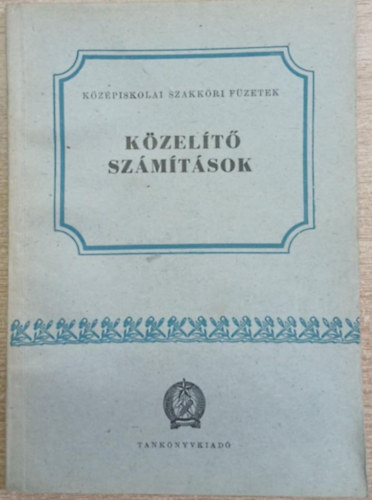 KÖZÉPISKOLAI SZAKKÖRI FÜZETEK
KÖZELÍTŐ
SZÁMÍTÁSOK
TANKÖNYVKIADÓ